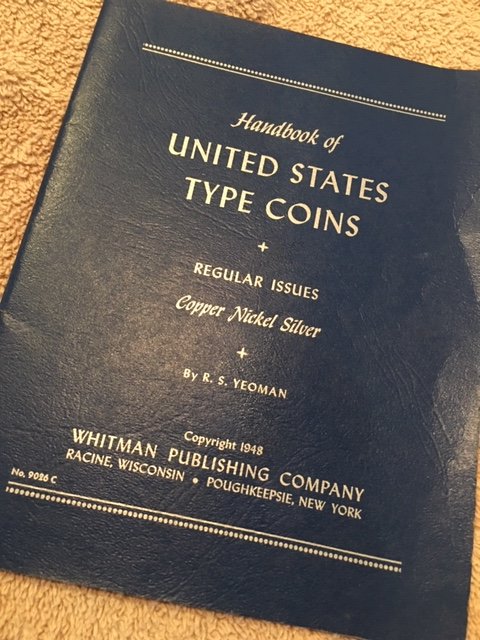 Handbook of
UNITED STATES
TYPE COINS
+
REGULAR ISSUES
Copper Nickel Silver
+
By R. S. YEOMAN
Copyright 1948
WHITMAN PUBLISHING COMPANY
RACINE, WISCONSIN • POUGHKEEPSIE, NEW YORK
No. 9026 C